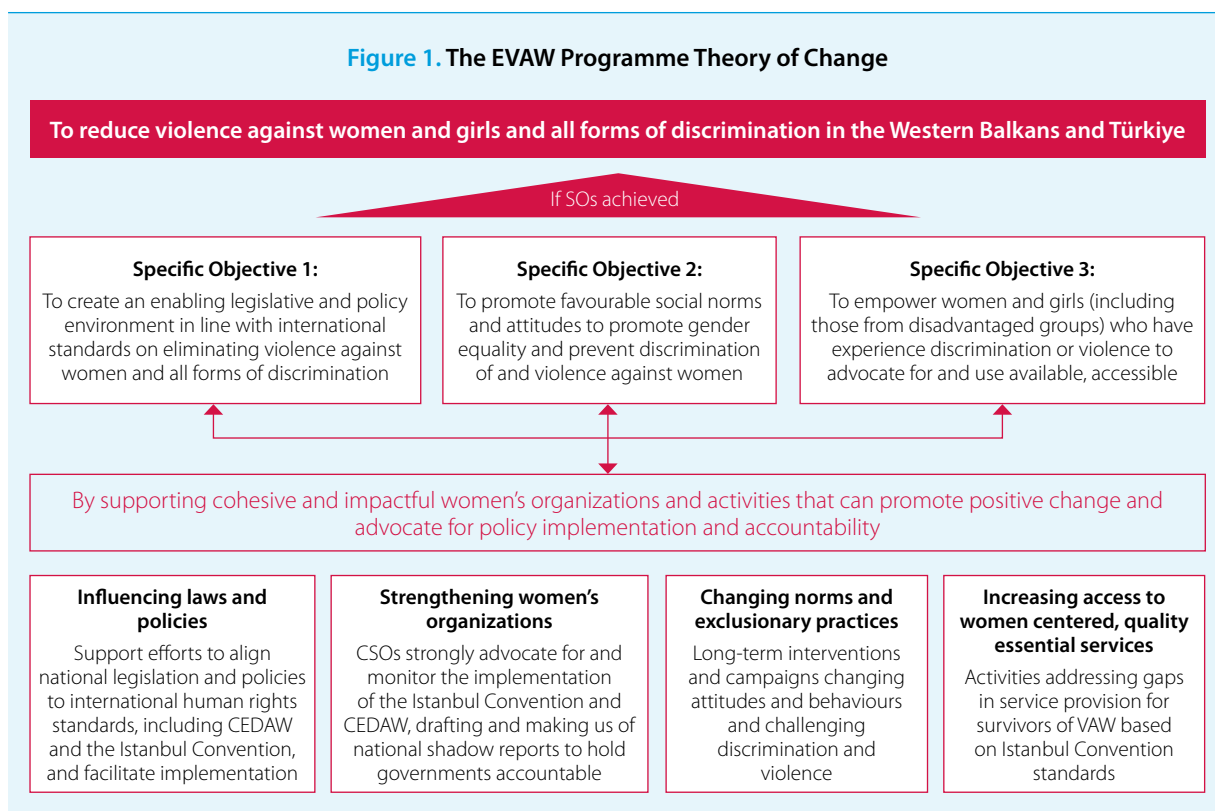 Figure 1. The EVAW Programme Theory of Change
To reduce violence against women and girls and all forms of discrimination in the Western Balkans and Türkiye
If SOs achieved
Specific Objective 1:
To create an enabling legislative and policy
environment in line with international
standards on eliminating violence against
women and all forms of discrimination
Specific Objective 2:
To promote favourable social norms
and attitudes to promote gender
equality and prevent discrimination
of and violence against women
Specific Objective 3:
To empower women and girls (including
those from disadvantaged groups) who have
experience discrimination or violence to
advocate for and use available, accessible
By supporting cohesive and impactful women’s organizations and activities that can promote positive change and
advocate for policy implementation and accountability
Influencing laws and
policies
Support efforts to align
national legislation and policies
to international human rights
standards, including CEDAW
and the Istanbul Convention,
and facilitate implementation
Strengthening women’s
organizations
CSOs strongly advocate for and
monitor the implementation
of the Istanbul Convention and
CEDAW, drafting and making us of
national shadow reports to hold
governments accountable
Changing norms and
exclusionary practices
Long-term interventions
and campaigns changing
attitudes and behaviours
and challenging
discrimination and
violence
Increasing access to
women centered, quality
essential services
Activities addressing gaps
in service provision for
survivors of VAW based
on Istanbul Convention
standards